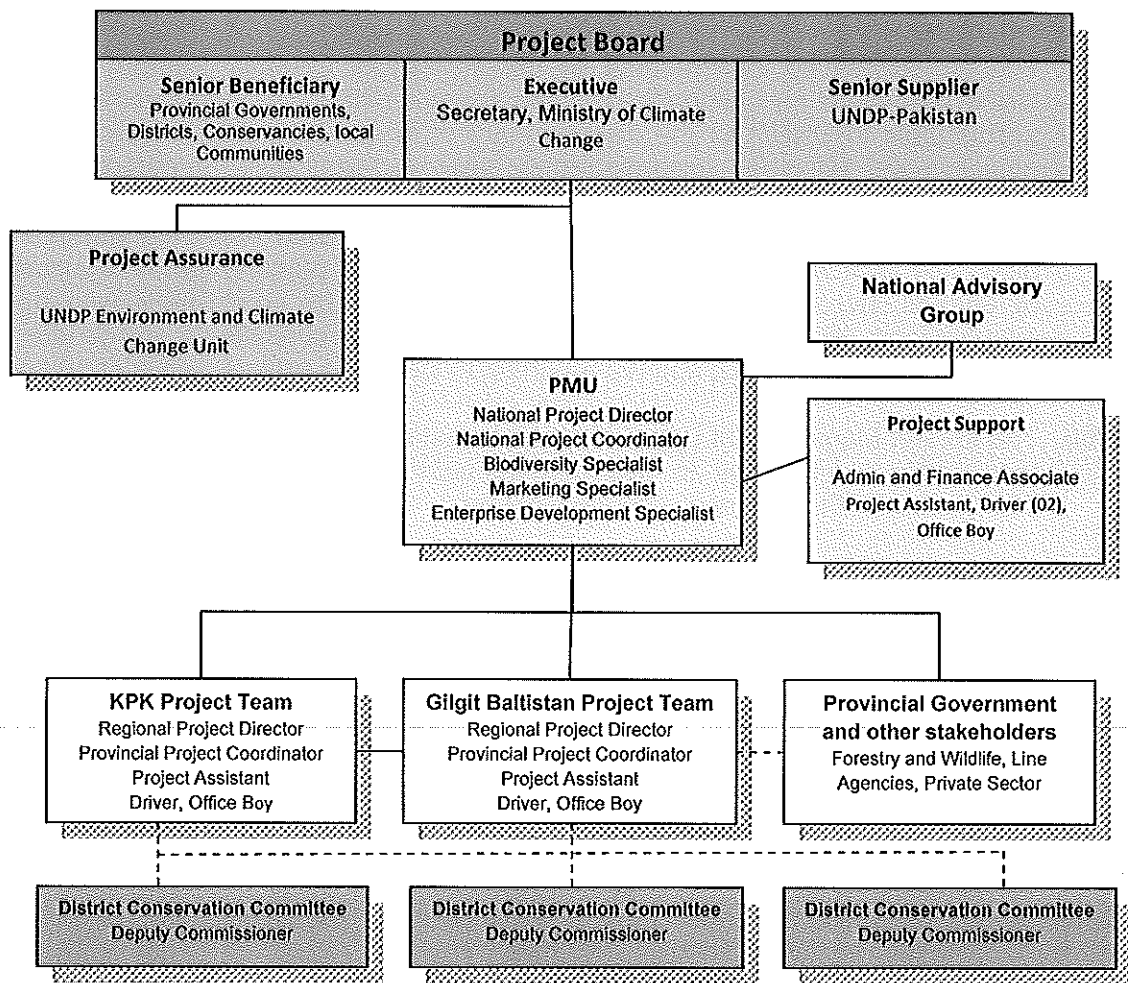 Project Board
Senior Beneficiary
Provincial Governments,
Districts, Conservancies, local
Communities
Executive
Secretary, Ministry of Climate
Change
Senior Supplier
UNDP-Pakistan
Project Assurance
UNDP Environment and Climate
Change Unit
National Advisory
Group
PMU
National Project Director
National Project Coordinator
Biodiversity Specialist
Marketing Specialist
Enterprise Development Specialist
Project Support
Admin and Finance Associate
Project Assistant, Driver (02),
Office Boy
KPK Project Team
Regional Project Director
Provincial Project Coordinator
Project Assistant
Driver, Office Boy
Gilgit Baltistan Project Team
Regional Project Director
Provincial Project Coordinator
Project Assistant
Driver, Office Boy
Provincial Government
and other stakeholders
Forestry and Wildlife, Line
Agencies, Private Sector
District Conservation Committee
Deputy Commissioner
District Conservation Committee
Deputy Commissioner
District Conservation Committee
Deputy Commissioner